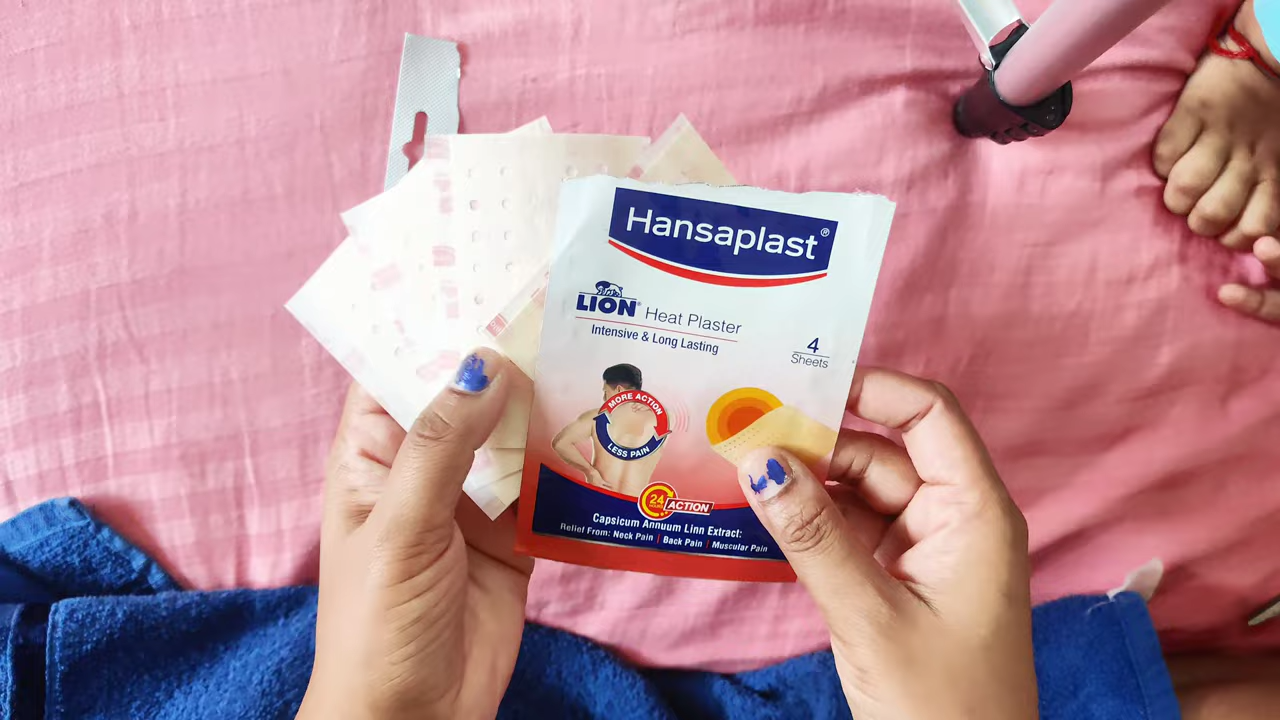 Hansaplast®
LION® Heat Plaster
Intensive & Long Lasting
4
Sheets
MORE ACTION
LESS PAIN
24
HOURS
ACTION
Capsicum Annuum Linn Extract:
Relief From: Neck Pain | Back Pain | Muscular Pain